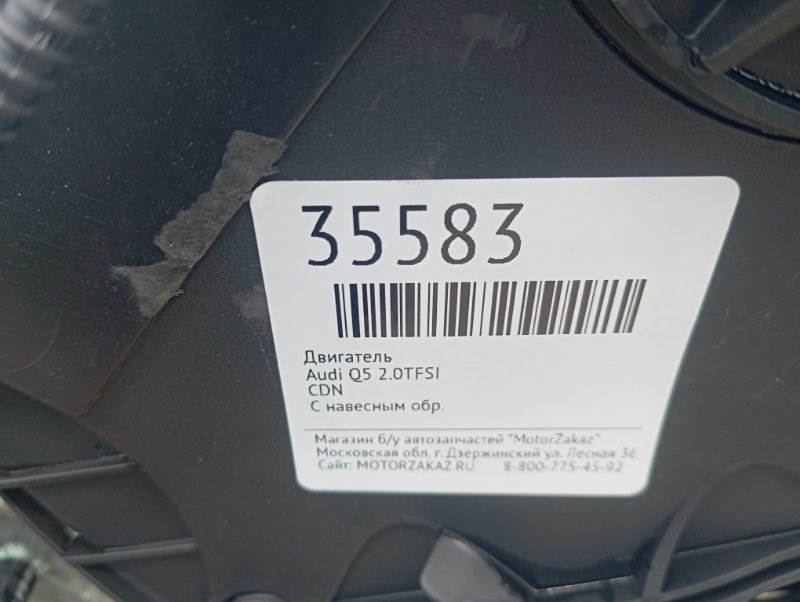 35583
Двигатель
Audi Q5 2.0TFSI
CDN
С навесным обр.
Магазин б/у автозапчастей "MotorZakaz"
Московская обл. г. Дзержинский ул. Лесная 36
Сайт: MOTORZAKAZ.RU 8-800-775-45-92